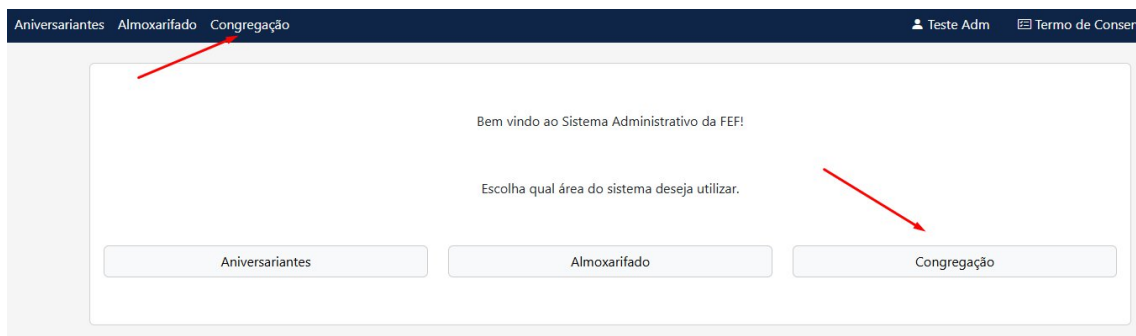 Aniversariantes Almoxarifado Congregação Teste Adm Termo de Consen
Bem vindo ao Sistema Administrativo da FEF!
Escolha qual área do sistema deseja utilizar.
Aniversariantes Almoxarifado Congregação